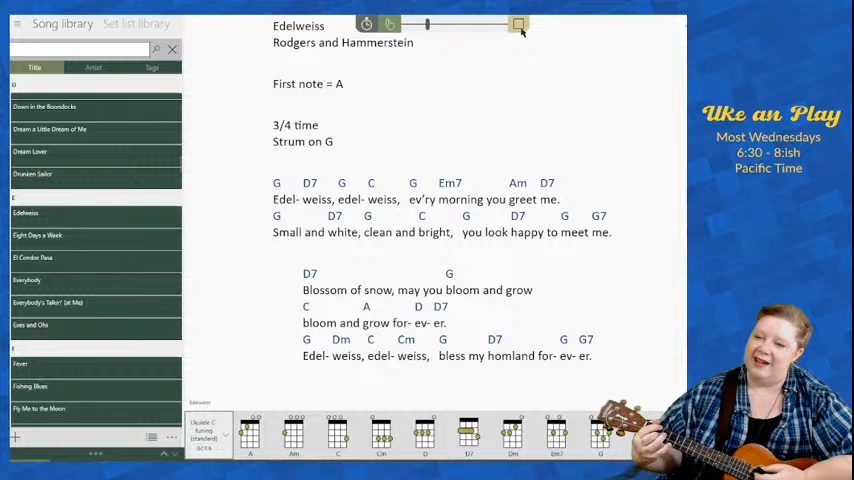 Song library Set list library
Title Artist Tags
D
Down in the Boondocks
Dream a Little Dream of Me
Dream Lover
Drunken Sailor
E
Edelweiss
Eight Days a Week
El Condor Pasa
Everybody
Everybody's Talkin' (at Me)
Exes and Ohs
F
Fever
Fishing Blues
Fly Me to the Moon
Edelweiss
Rodgers and Hammerstein
First note = A
3/4 time
Strum on G
G D7 G C G Em7 Am D7
Edel- weiss, edel- weiss, ev'ry morning you greet me.
G D7 G C G D7 G G7
Small and white, clean and bright, you look happy to meet me.
D7 G
Blossom of snow, may you bloom and grow
C A D D7
bloom and grow for- ev- er.
G Dm C Cm G D7 G G7
Edel- weiss, edel- weiss, bless my homland for- ev- er.
Edelweiss
Ukulele C
tuning
(standard)
G C E A
A Am C Cm D D7 Dm Em7 G
Uke an Play
Most Wednesdays
6:30 - 8:ish
Pacific Time